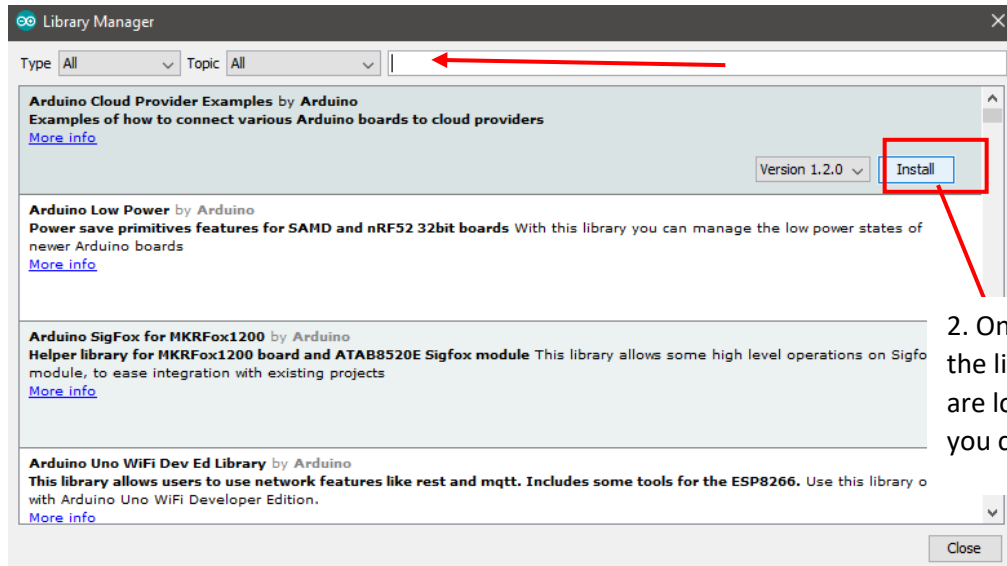 Library Manager
Type All Topic All
Arduino Cloud Provider Examples by Arduino
Examples of how to connect various Arduino boards to cloud providers
More info
Version 1.2.0 Install
Arduino Low Power by Arduino
Power save primitives features for SAMD and nRF52 32bit boards With this library you can manage the low power states of
newer Arduino boards
More info
Arduino SigFox for MKRFox1200 by Arduino
Helper library for MKRFox1200 board and ATAB8520E Sigfox module This library allows some high level operations on Sigfo
module, to ease integration with existing projects
More info
Arduino Uno WiFi Dev Ed Library by Arduino
This library allows users to use network features like rest and mqtt. Includes some tools for the ESP8266. Use this library o
with Arduino Uno WiFi Developer Edition.
More info
2. On
the li
are lo
you c
Close